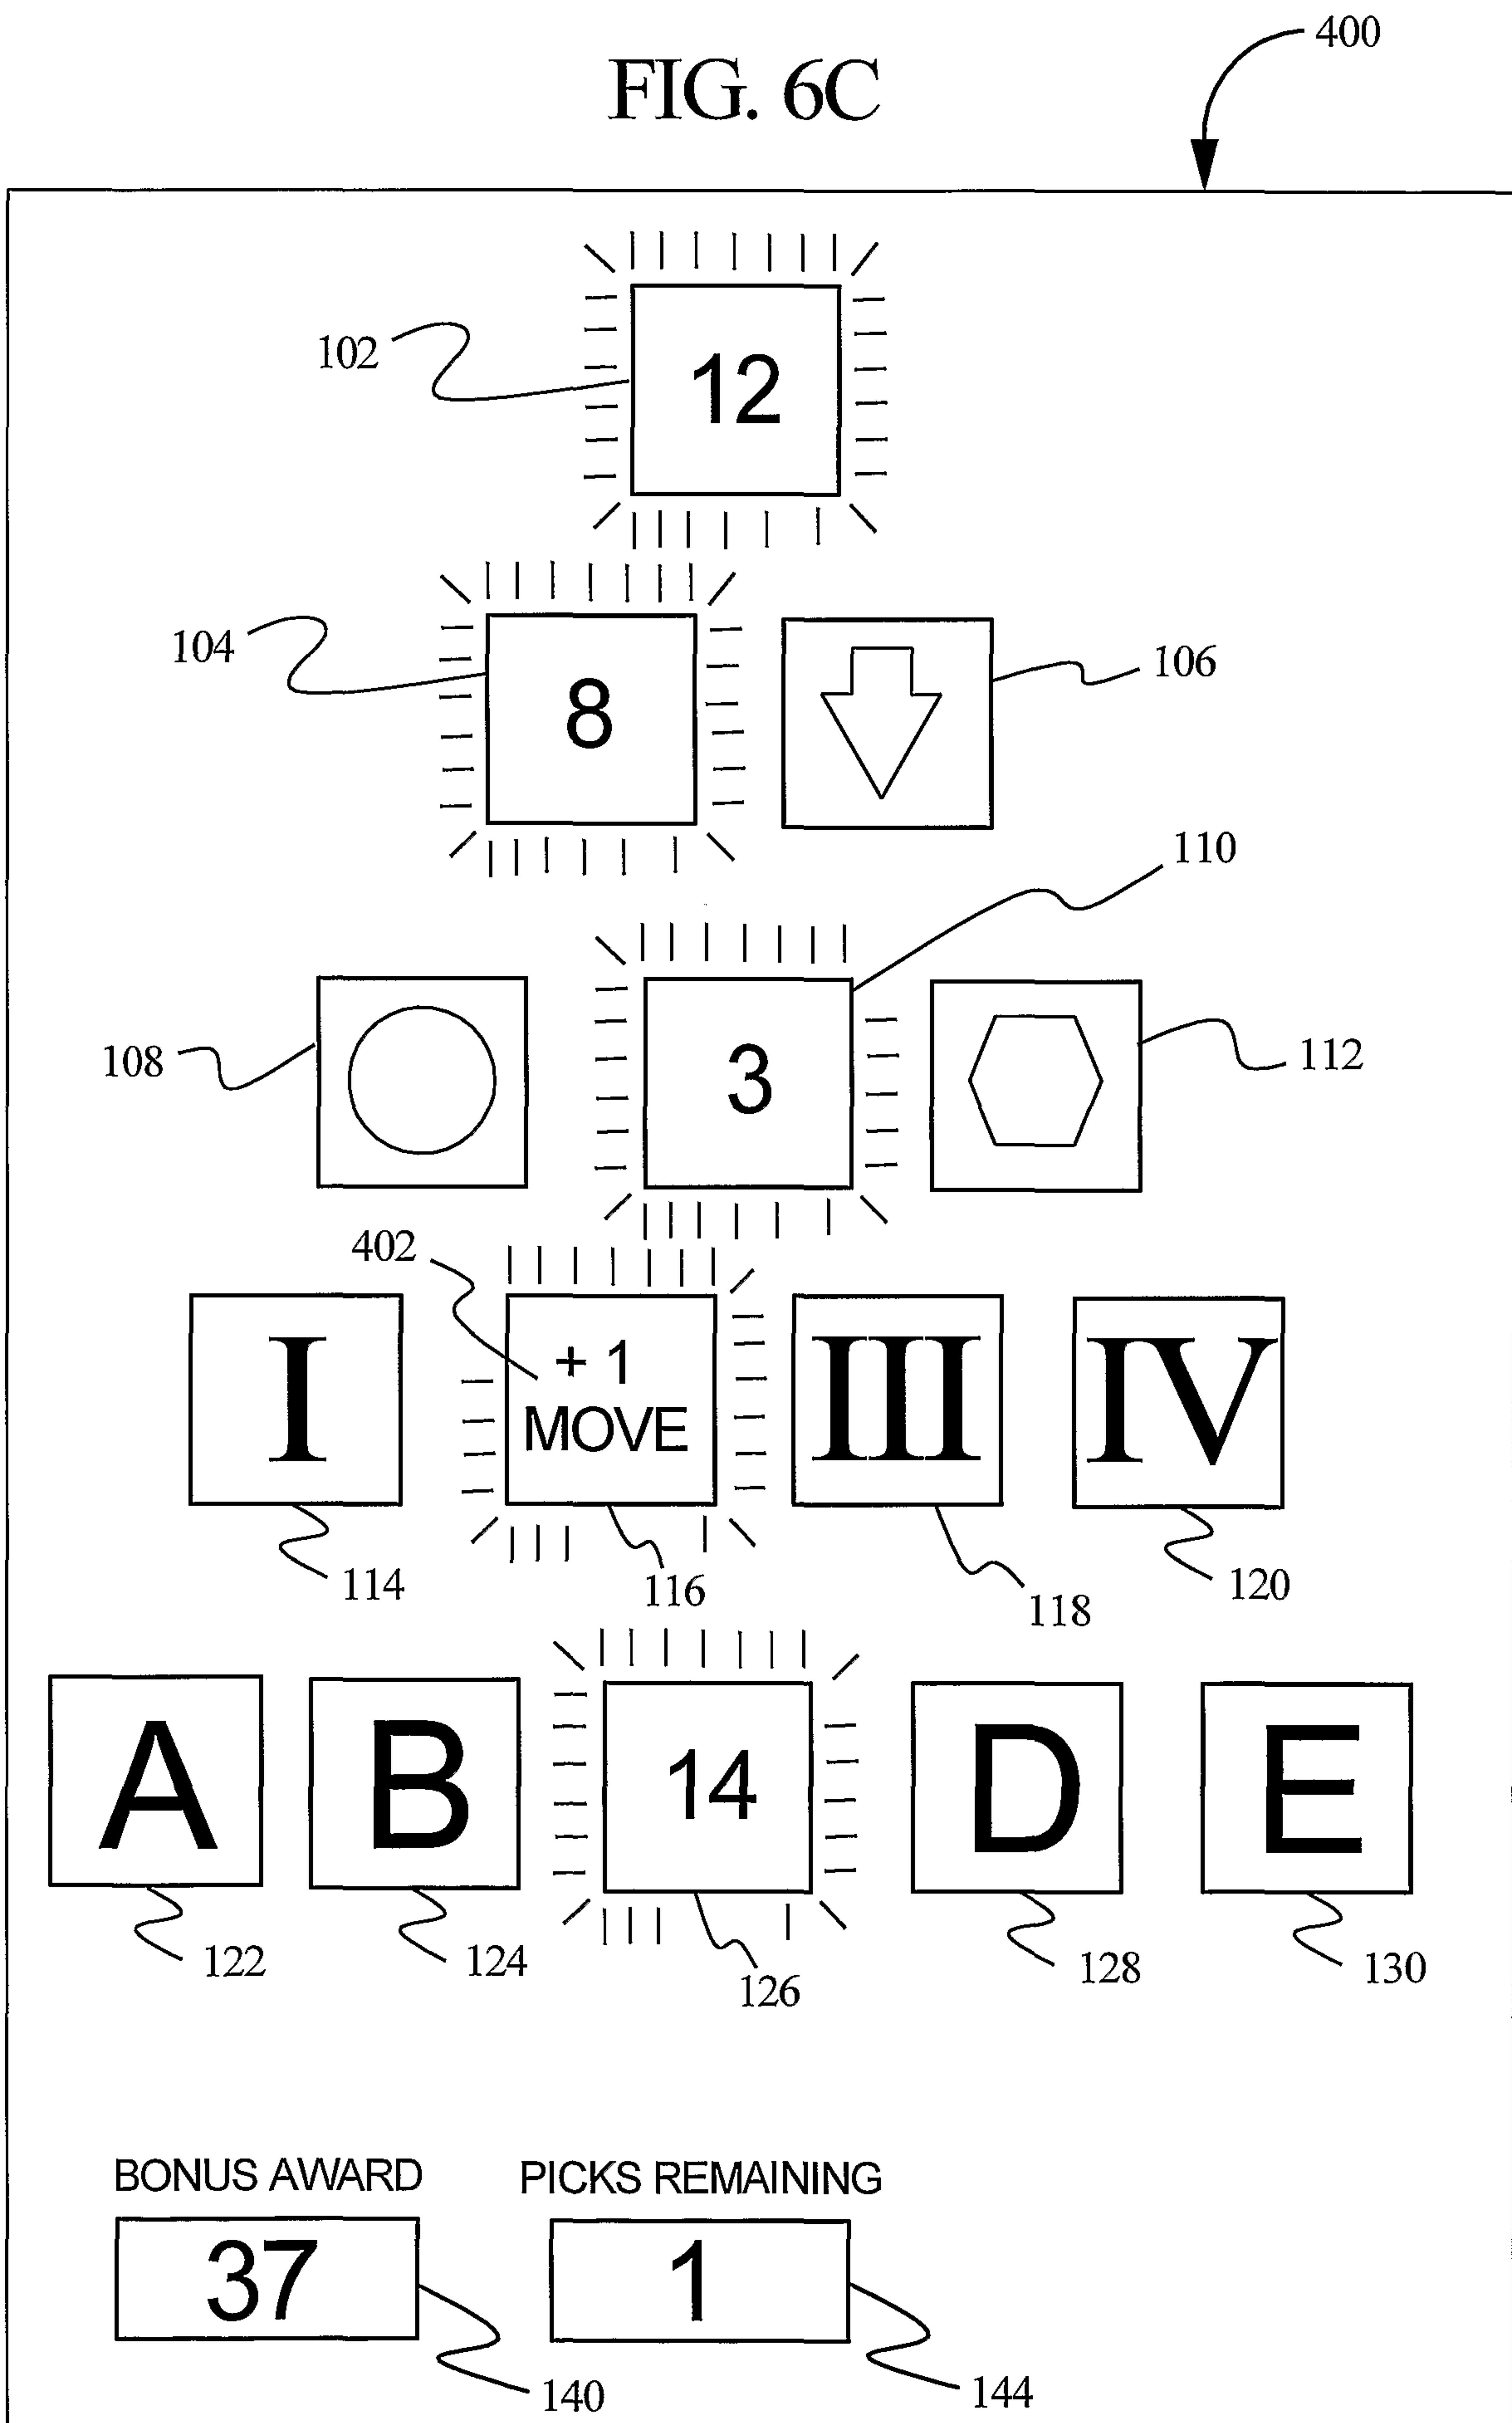 400
FIG. 6C
102
12
104
8
106
110
108
3
112
402
I
+ 1
MOVE
III
IV
114
116
118
120
A
B
14
D
E
122
124
126
128
130
BONUS AWARD
PICKS REMAINING
37
1
140
144